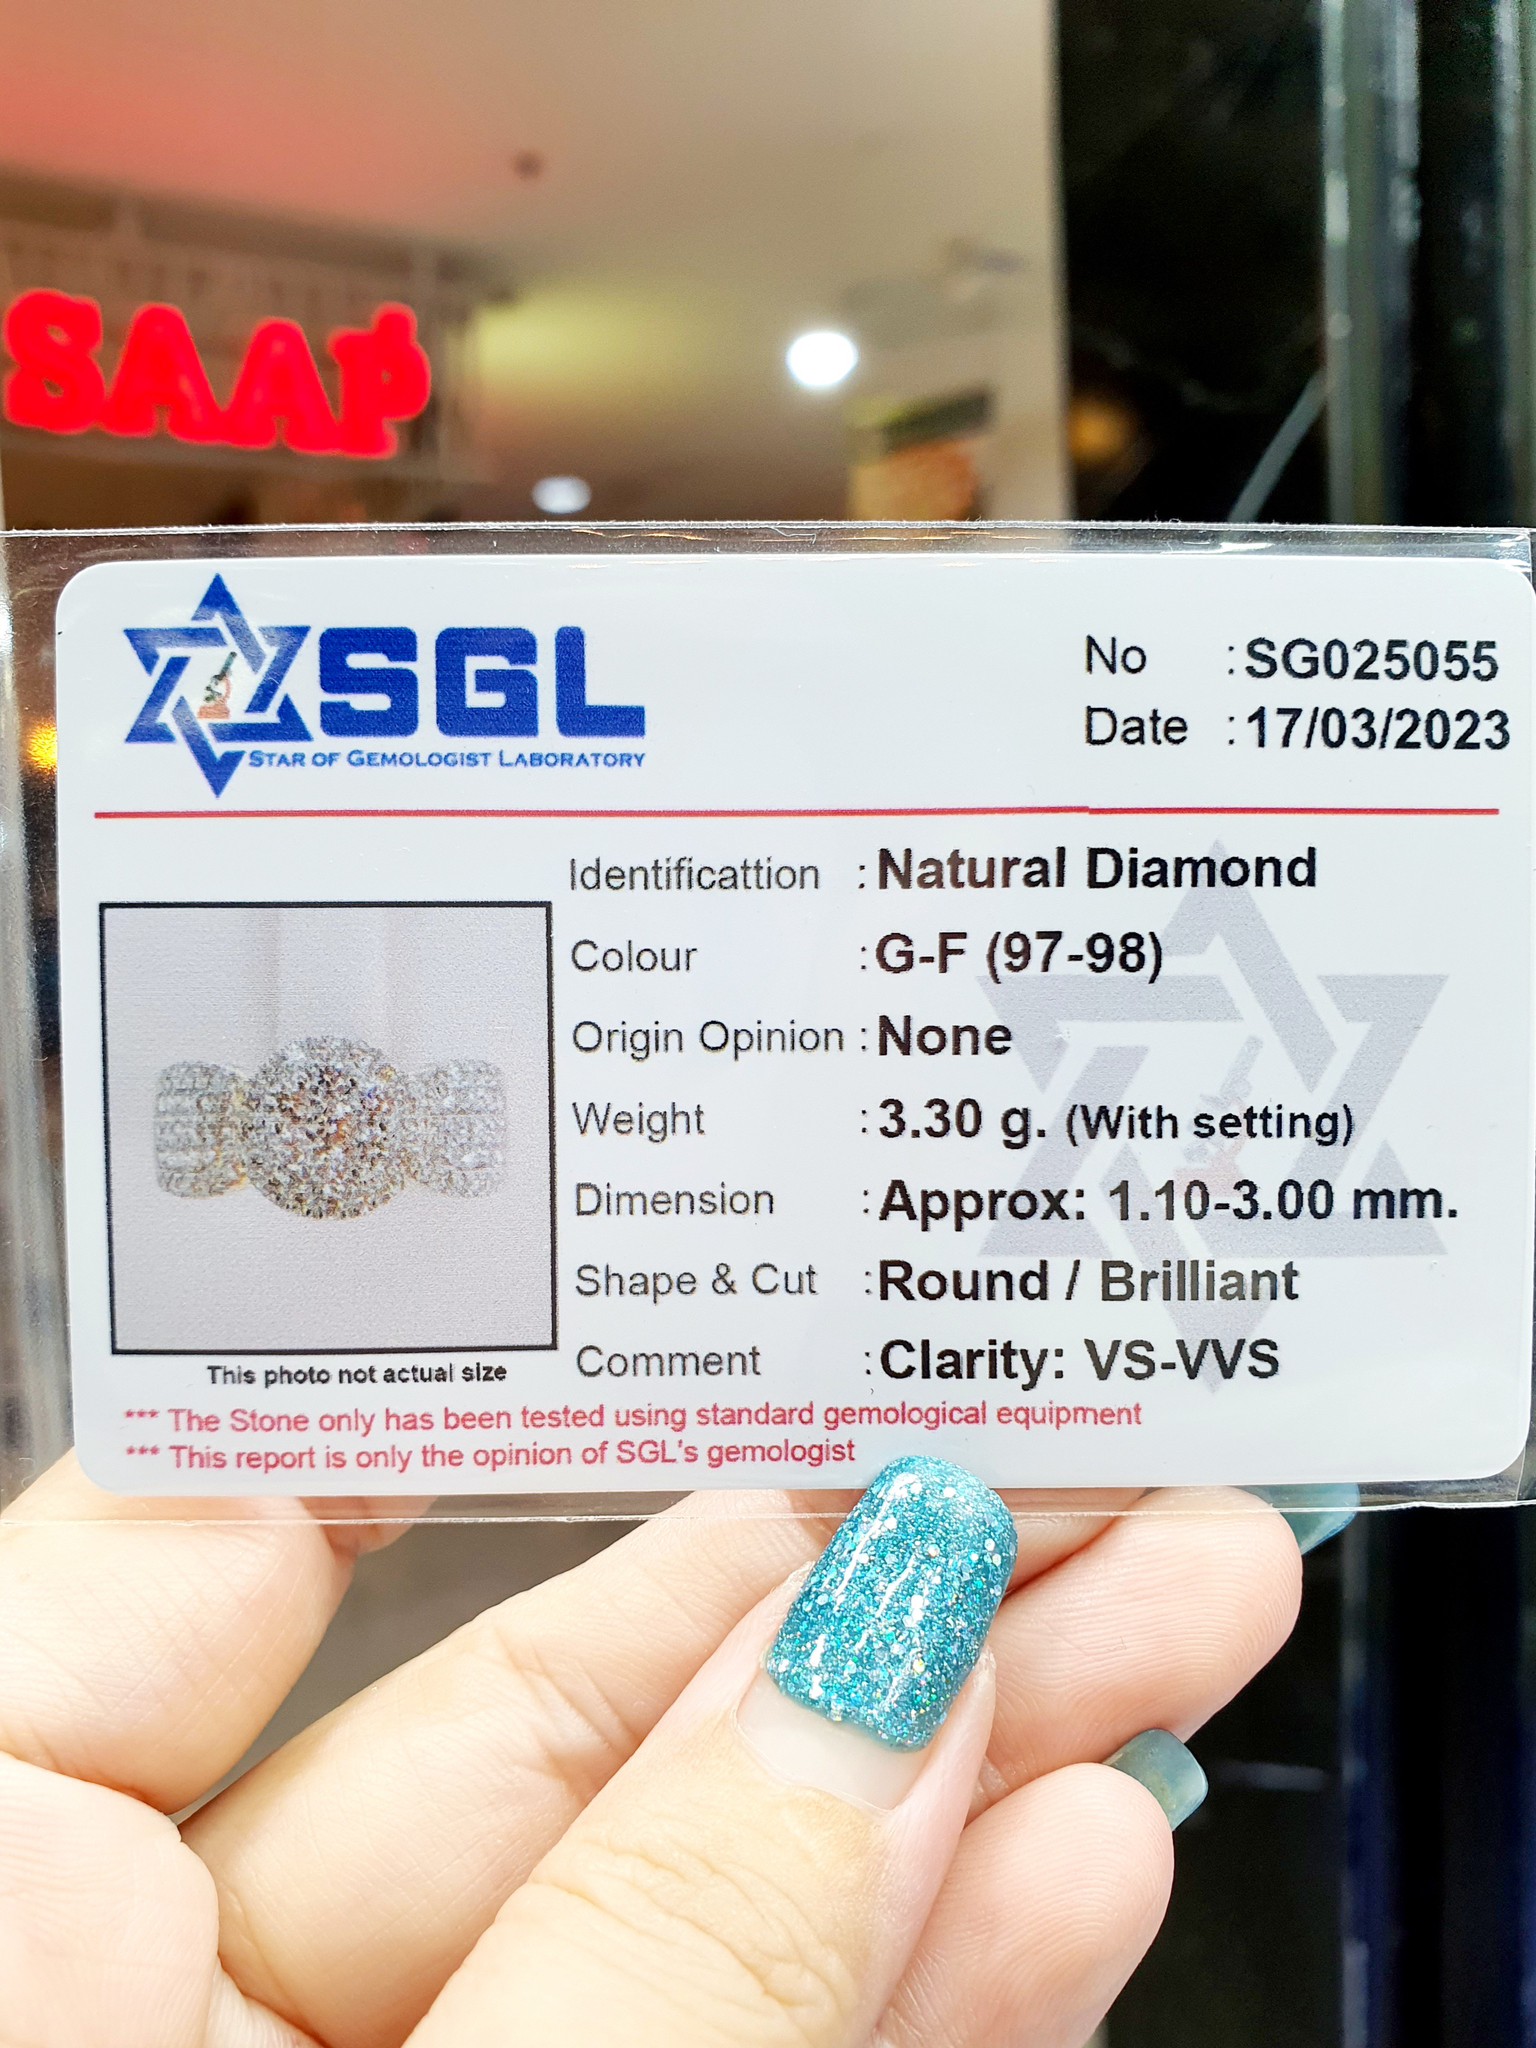 SAAP
SGL
STAR OF GEMOLOGIST LABORATORY
No : SG025055
Date : 17/03/2023
Identificattion : Natural Diamond
Colour : G-F (97-98)
Origin Opinion : None
Weight : 3.30 g. (With setting)
Dimension : Approx: 1.10-3.00 mm.
Shape & Cut : Round / Brilliant
Comment : Clarity: VS-VVS
This photo not actual size
*** The Stone only has been tested using standard gemological equipment
*** This report is only the opinion of SGL's gemologist